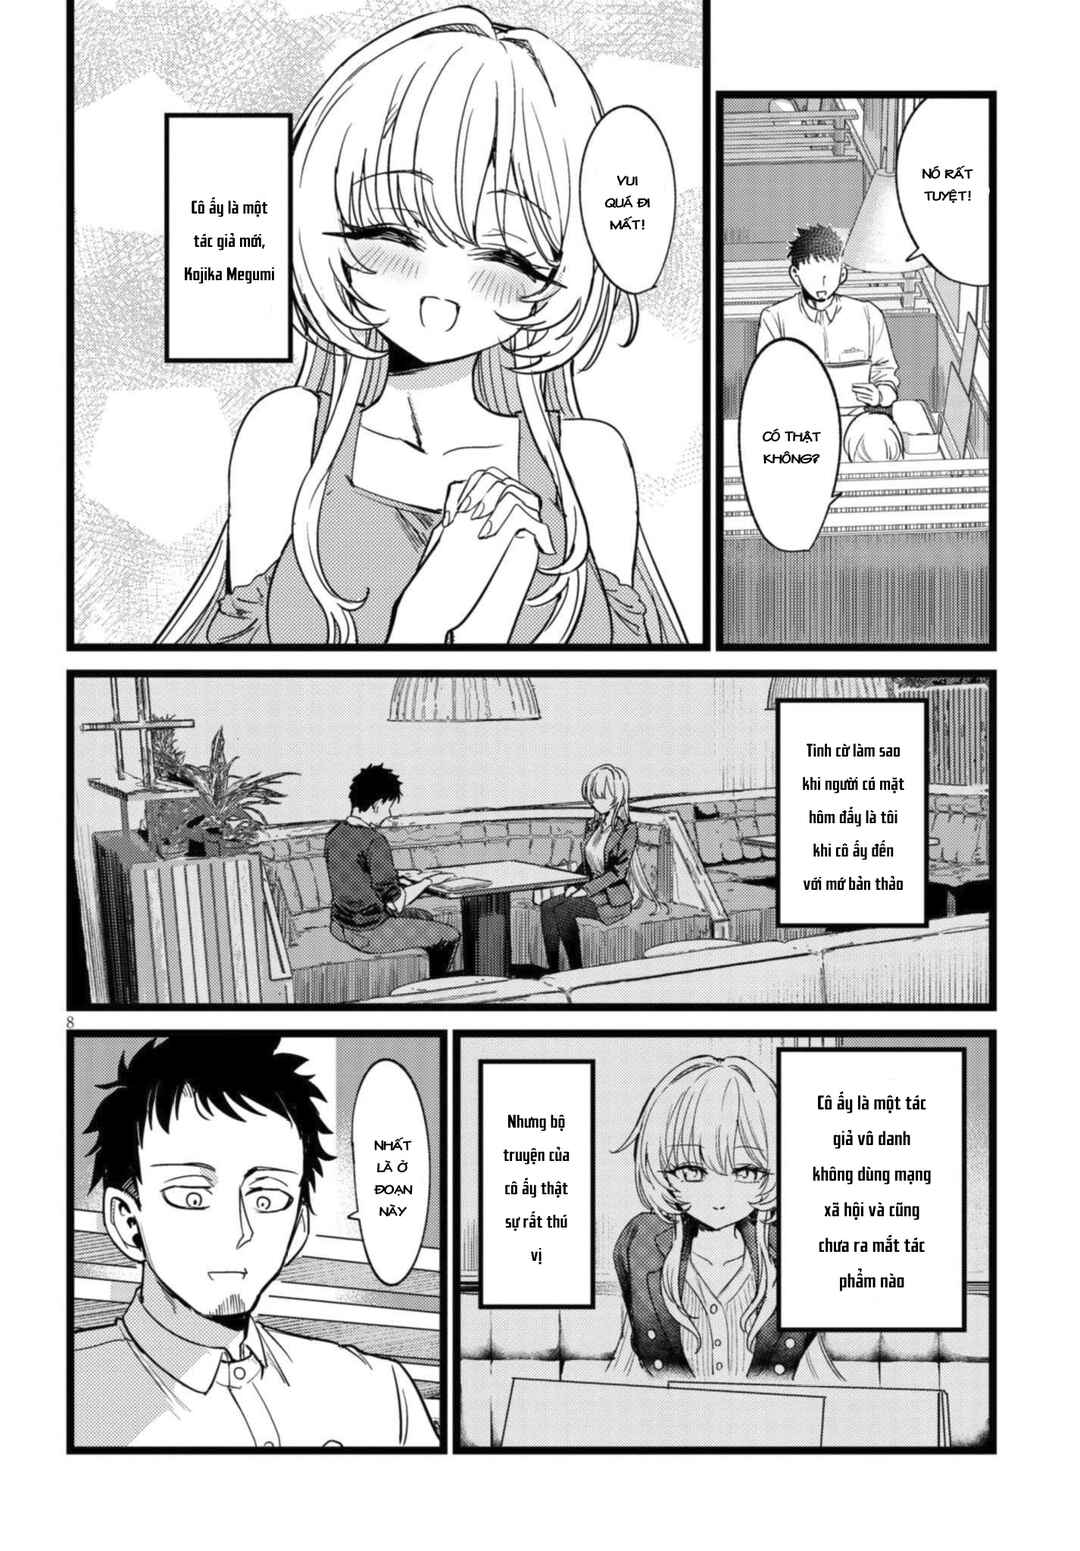 NÓ RẤT
TUYỆT!
CÓ THẬT
KHÔNG?
VUI
QUÁ ĐI
MẤT!
Cô ấy là một
tác giả mới,
Kojika Megumi
Tình cờ làm sao
khi người có mặt
hôm đấy là tôi
khi cô ấy đến
với mớ bản thảo
Cô ấy là một tác
giả vô danh
không dùng mạng
xã hội và cũng
chưa ra mắt tác
phẩm nào
Nhưng bộ
truyện của
cô ấy thật
sự rất thú
vị
NHẤT
LÀ Ở
ĐOẠN
NÀY
8